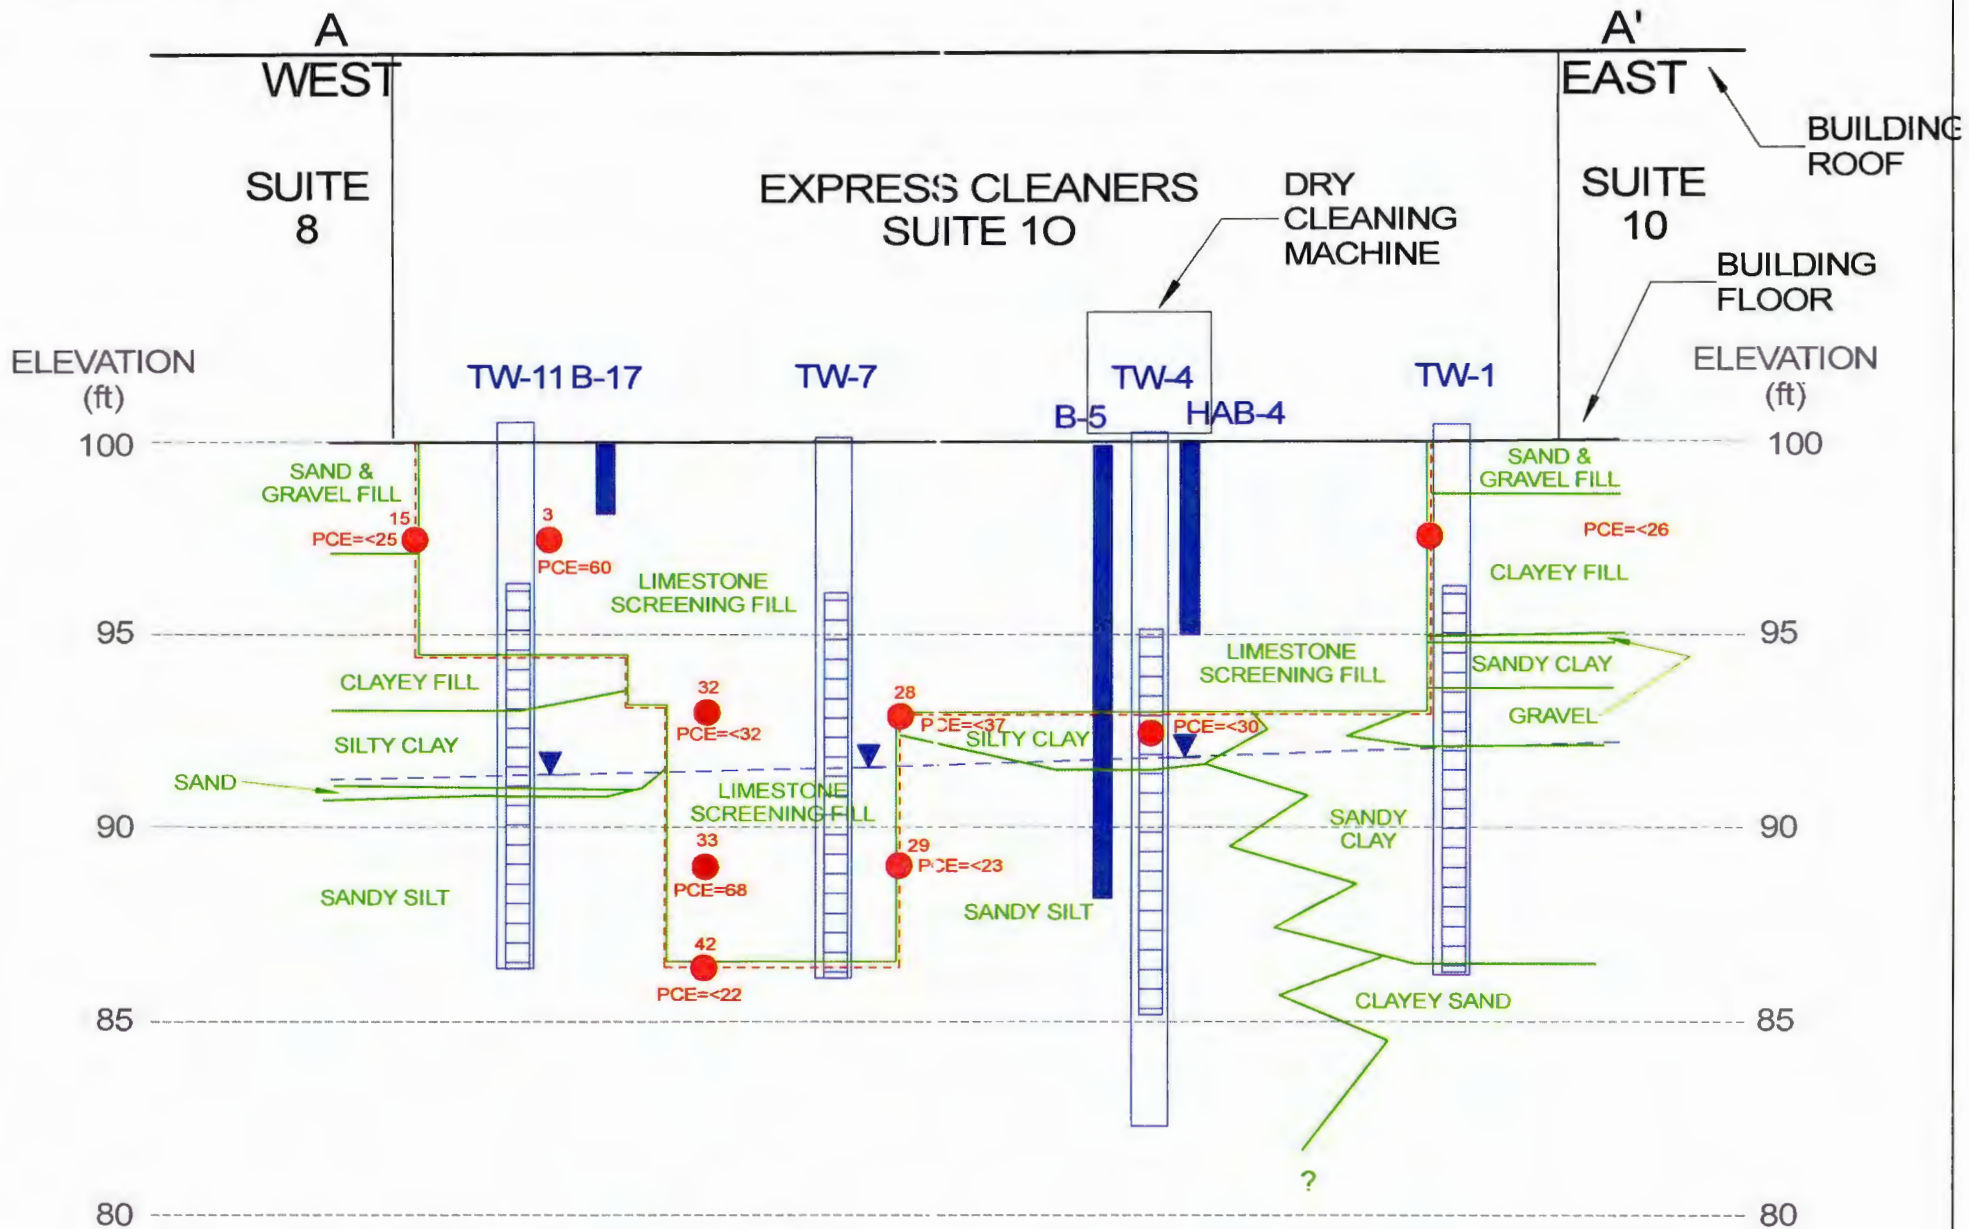 A
A'
WEST
EAST
BUILDING
ROOF
SUITE
8
EXPRESS CLEANERS
SUITE 10
DRY
CLEANING
MACHINE
SUITE
10
BUILDING
FLOOR
ELEVATION
(ft)
TW-11
B-17
TW-7
TW-4
TW-1
ELEVATION
(ft)
B-5
HAB-4
100
100
SAND &
GRAVEL FILL
SAND &
GRAVEL FILL
15
PCE=<25
3
PCE=60
PCE=<26
LIMESTONE
SCREENING FILL
CLAYEY FILL
95
95
LIMESTONE
SCREENING FILL
SANDY CLAY
CLAYEY FILL
32
PCE=<32
28
PCE=<37
PCE=<30
GRAVEL
SILTY CLAY
SILTY CLAY
SAND
LIMESTONE
SCREENING FILL
90
90
SANDY
CLAY
33
PCE=68
29
PCE=<23
SANDY SILT
SANDY SILT
42
PCE=<22
CLAYEY SAND
85
85
?
80
80